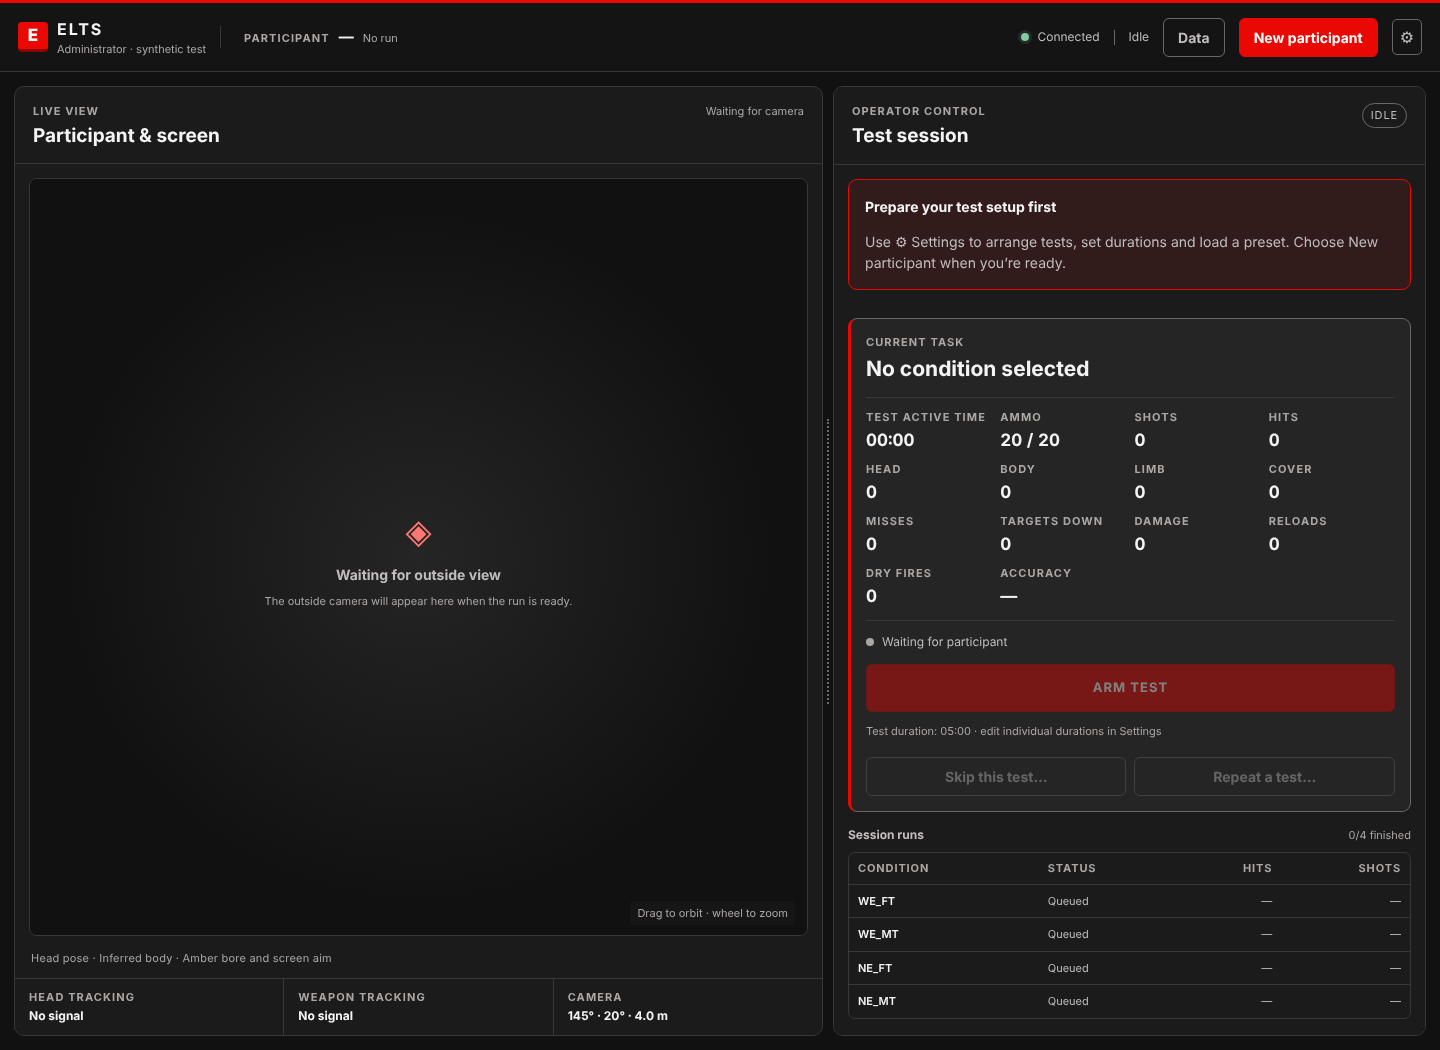 E
ELTS
Administrator · synthetic test
PARTICIPANT — No run
Connected
Idle
Data
New participant
LIVE VIEW
Waiting for camera
Participant & screen
Waiting for outside view
The outside camera will appear here when the run is ready.
Drag to orbit · wheel to zoom
Head pose · Inferred body · Amber bore and screen aim
HEAD TRACKING
No signal
WEAPON TRACKING
No signal
CAMERA
145° · 20° · 4.0 m
OPERATOR CONTROL
Test session
IDLE
Prepare your test setup first
Use ⚙ Settings to arrange tests, set durations and load a preset. Choose New
participant when you’re ready.
CURRENT TASK
No condition selected
TEST ACTIVE TIME AMMO SHOTS HITS
00:00 20 / 20 0 0
HEAD BODY LIMB COVER
0 0 0 0
MISSES TARGETS DOWN DAMAGE RELOADS
0 0 0 0
DRY FIRES ACCURACY
0 —
Waiting for participant
ARM TEST
Test duration: 05:00 · edit individual durations in Settings
Skip this test... Repeat a test...
Session runs 0/4 finished
CONDITION STATUS HITS SHOTS
WE_FT Queued — —
WE_MT Queued — —
NE_FT Queued — —
NE_MT Queued — —